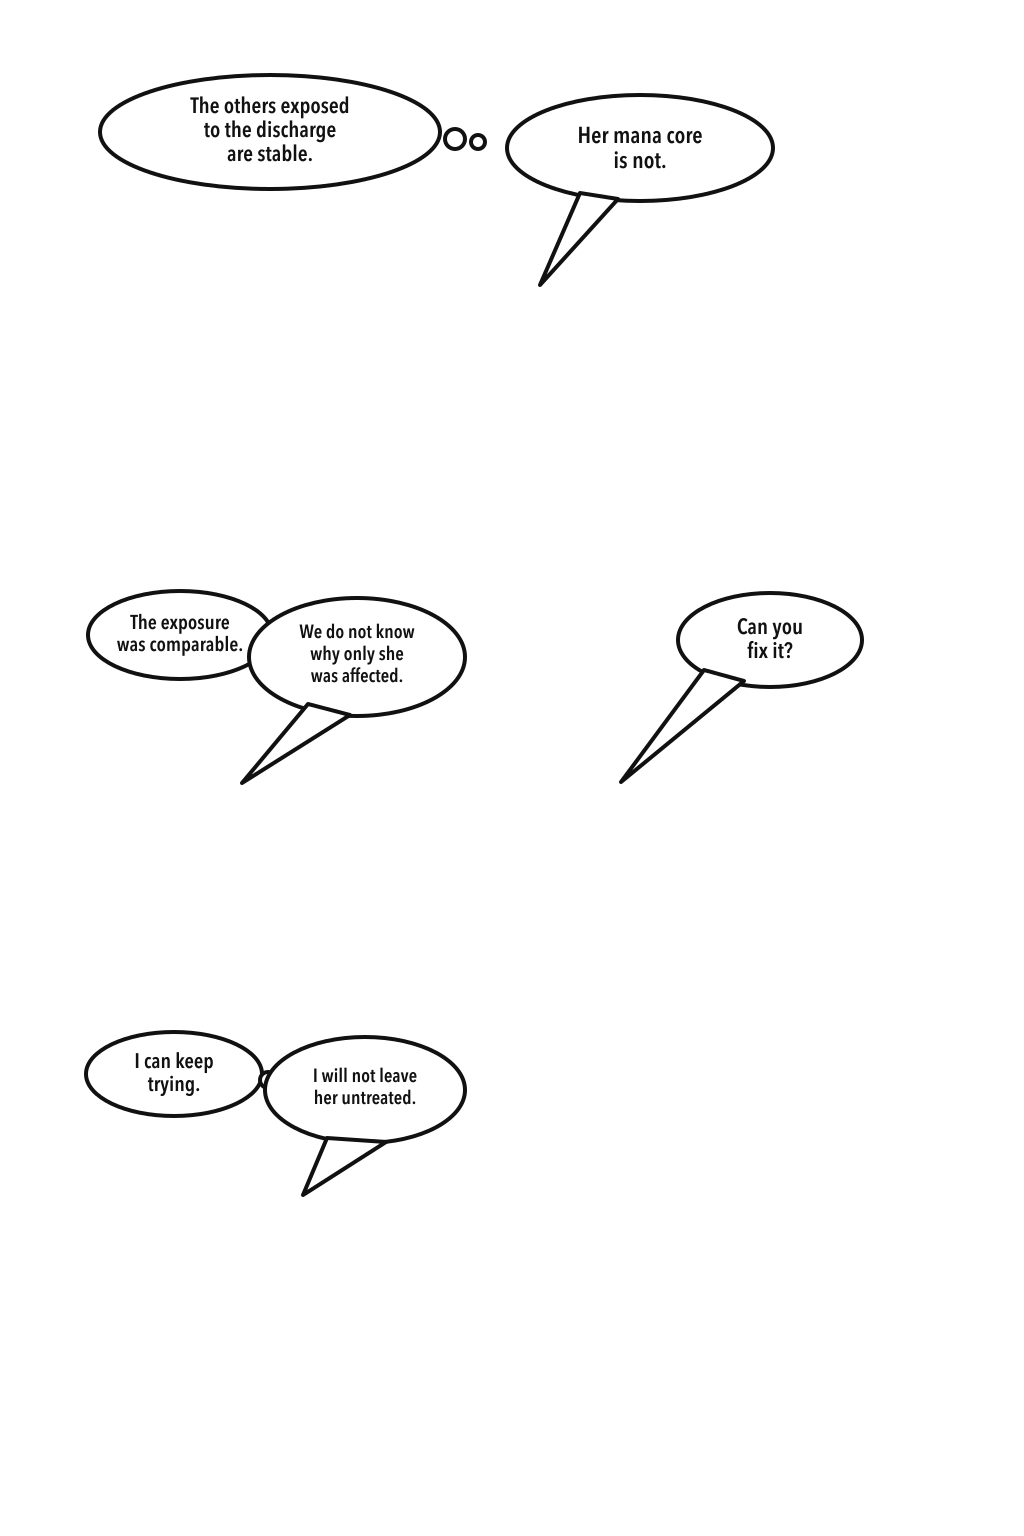 The others exposed
to the discharge
are stable.
Her mana core
is not.
The exposure
was comparable.
We do not know
why only she
was affected.
Can you
fix it?
I can keep
trying.
I will not leave
her untreated.